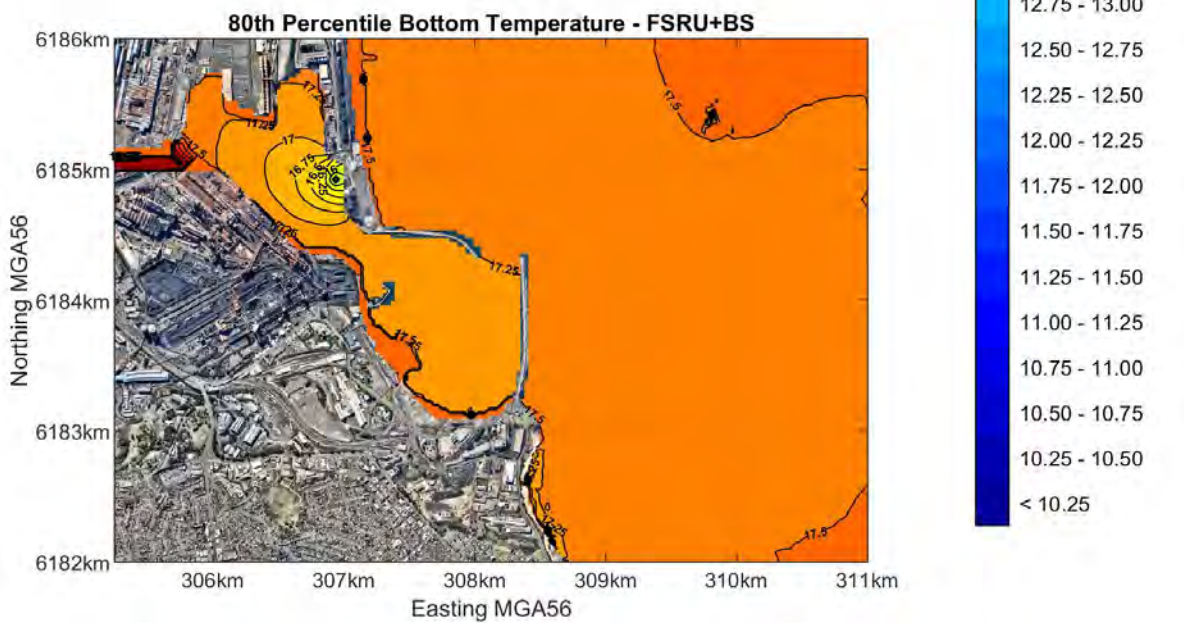 80th Percentile Bottom Temperature - FSRU+BS
6186km
6185km
6184km
6183km
6182km
Northing MGA56
17.25
17.25
17.5
17
16.75
17.5
17.5
17.25
17.5
17.25
17.5
306km
307km
308km
309km
310km
311km
Easting MGA56
12.75 - 13.00
12.50 - 12.75
12.25 - 12.50
12.00 - 12.25
11.75 - 12.00
11.50 - 11.75
11.25 - 11.50
11.00 - 11.25
10.75 - 11.00
10.50 - 10.75
10.25 - 10.50
< 10.25